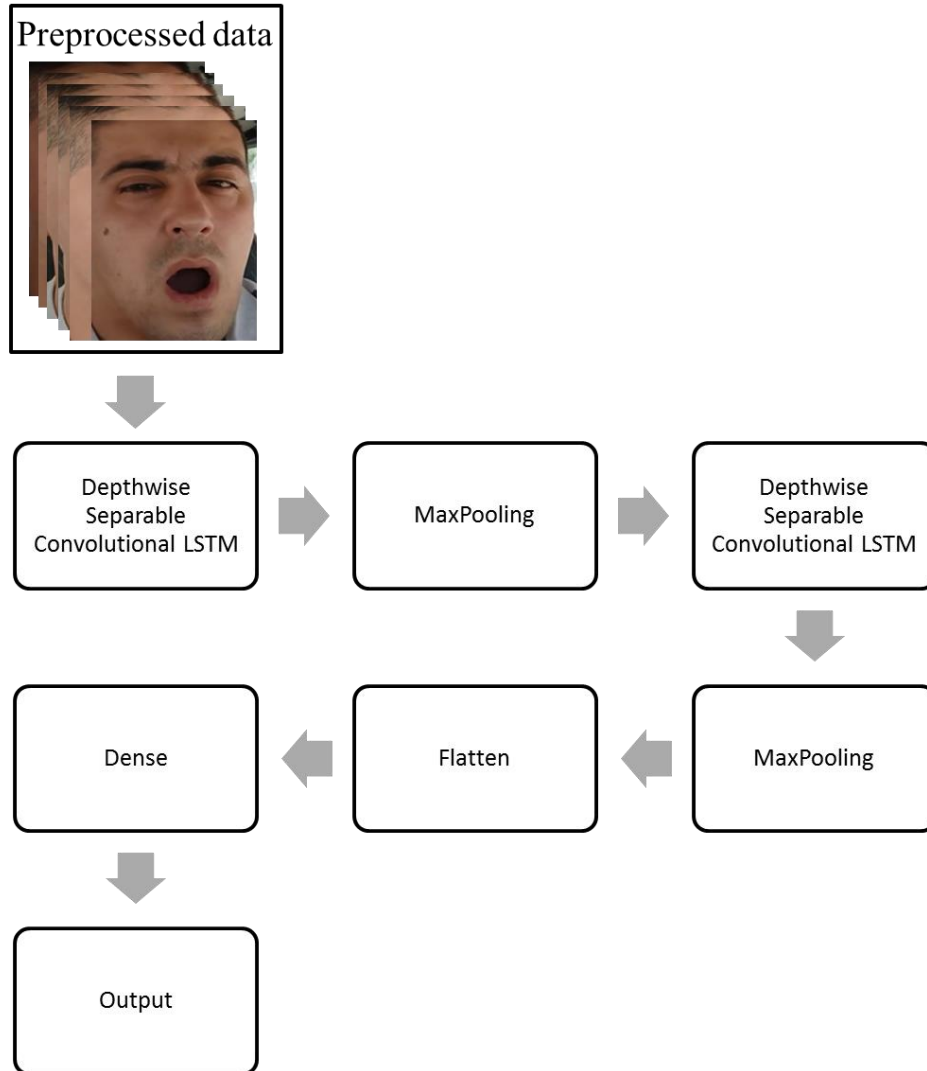 Preprocessed data
Depthwise
Separable
Convolutional LSTM
MaxPooling
Depthwise
Separable
Convolutional LSTM
MaxPooling
Flatten
Dense
Output